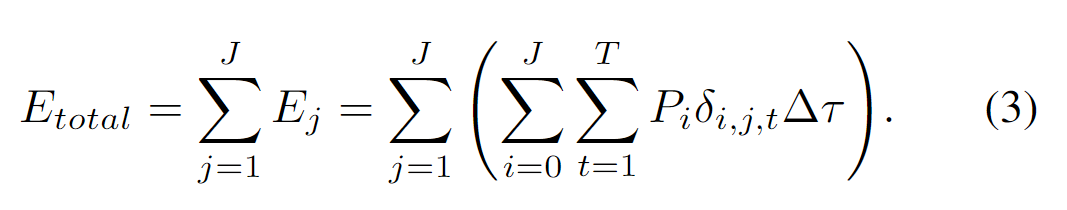 $E_{total} = \sum_{j=1}^{J} E_j = \sum_{j=1}^{J} \left( \sum_{i=0}^{J} \sum_{t=1}^{T} P_i \delta_{i,j,t} \Delta\tau \right).$ (3)